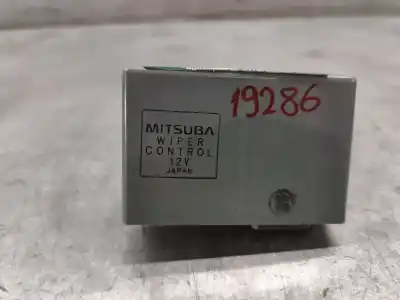 19286
MITSUBA
WIPER
CONTROL
12V
JAPAN